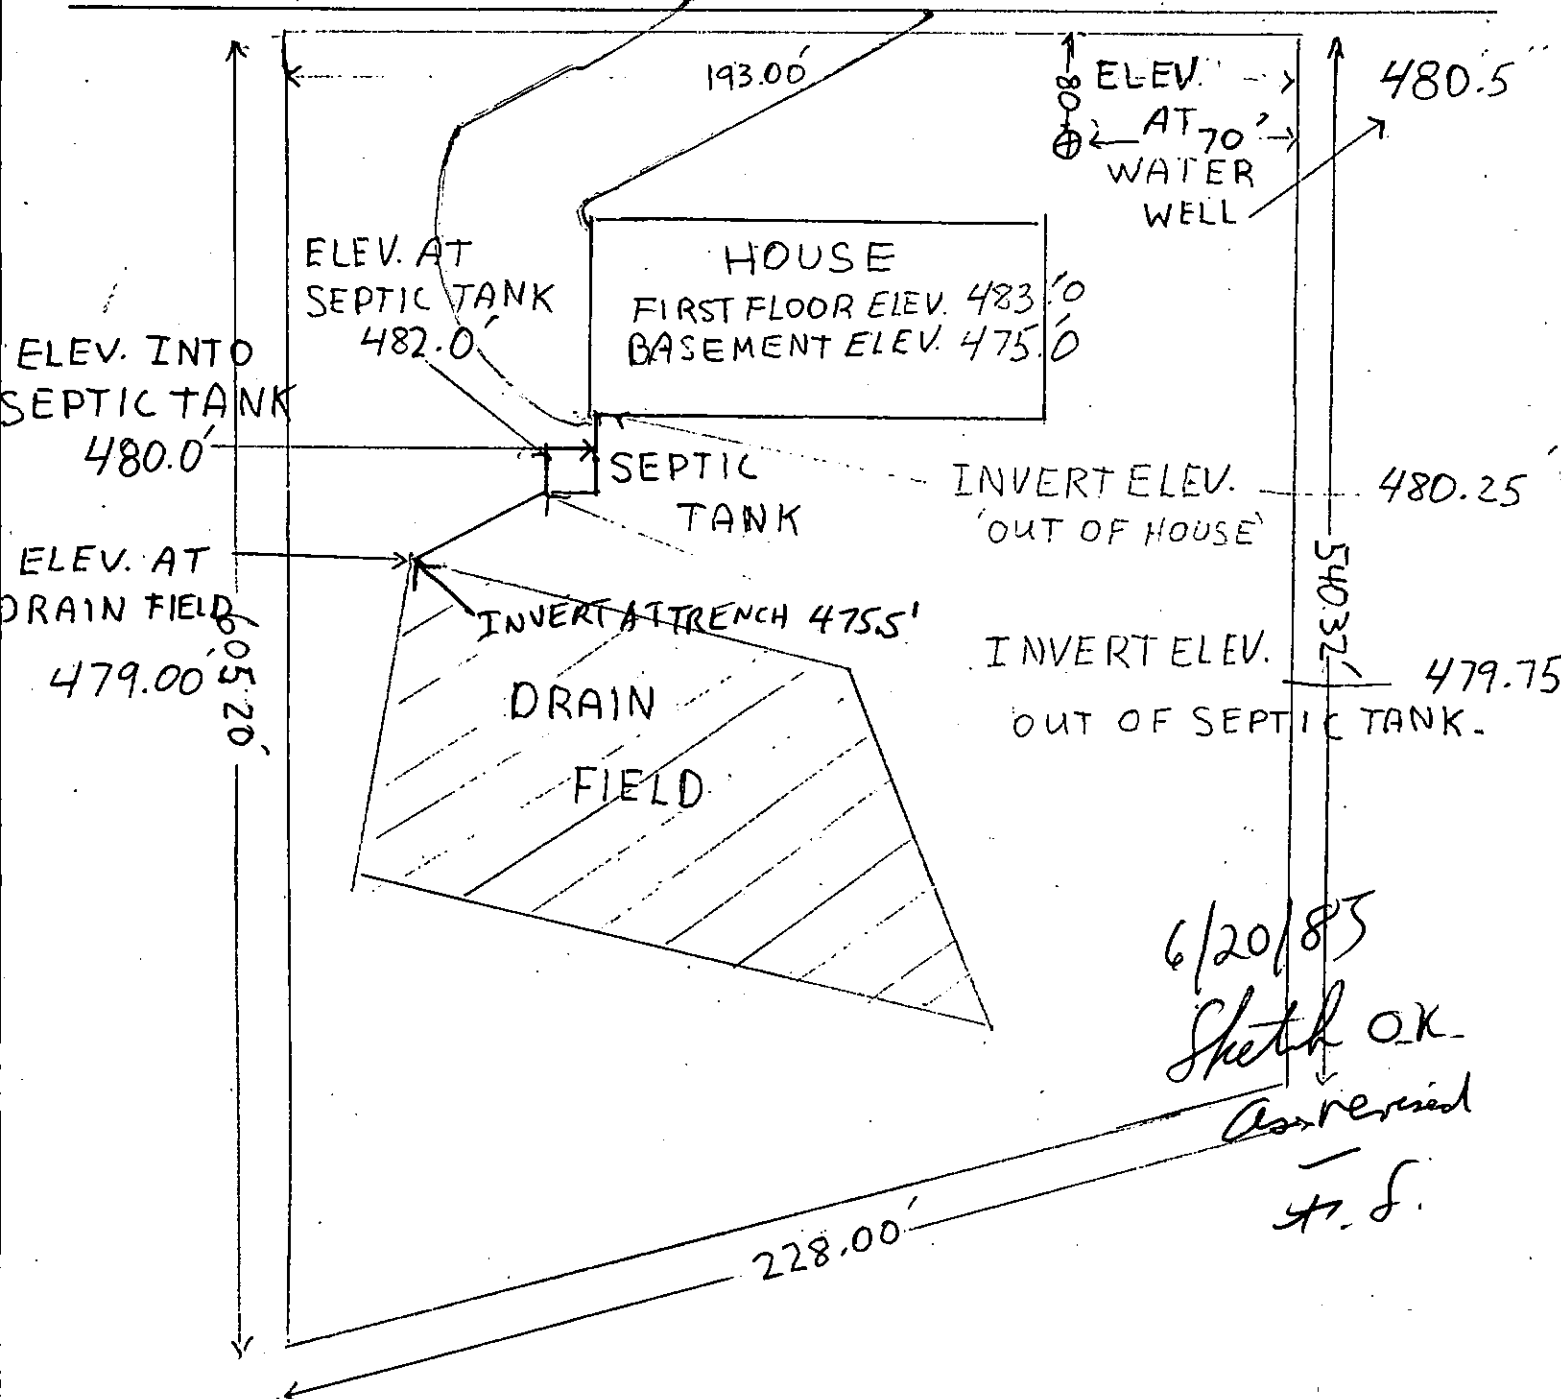 193.00'
80'
ELEV.
AT 70'
WATER
WELL
480.5'
ELEV. AT
SEPTIC TANK
482.0'
HOUSE
FIRST FLOOR ELEV. 483.'0
BASEMENT ELEV. 475.'0
ELEV. INTO
SEPTIC TANK
480.0'
SEPTIC
TANK
INVERT ELEV.
'OUT OF HOUSE'
480.25'
ELEV. AT
DRAIN FIELD
479.00'
605.20'
INVERT AT TRENCH 475.5'
540.32'
INVERT ELEV.
OUT OF SEPTIC TANK.
479.75
DRAIN
FIELD
6/20/83
Sketch O.K.
as revised
228.00'